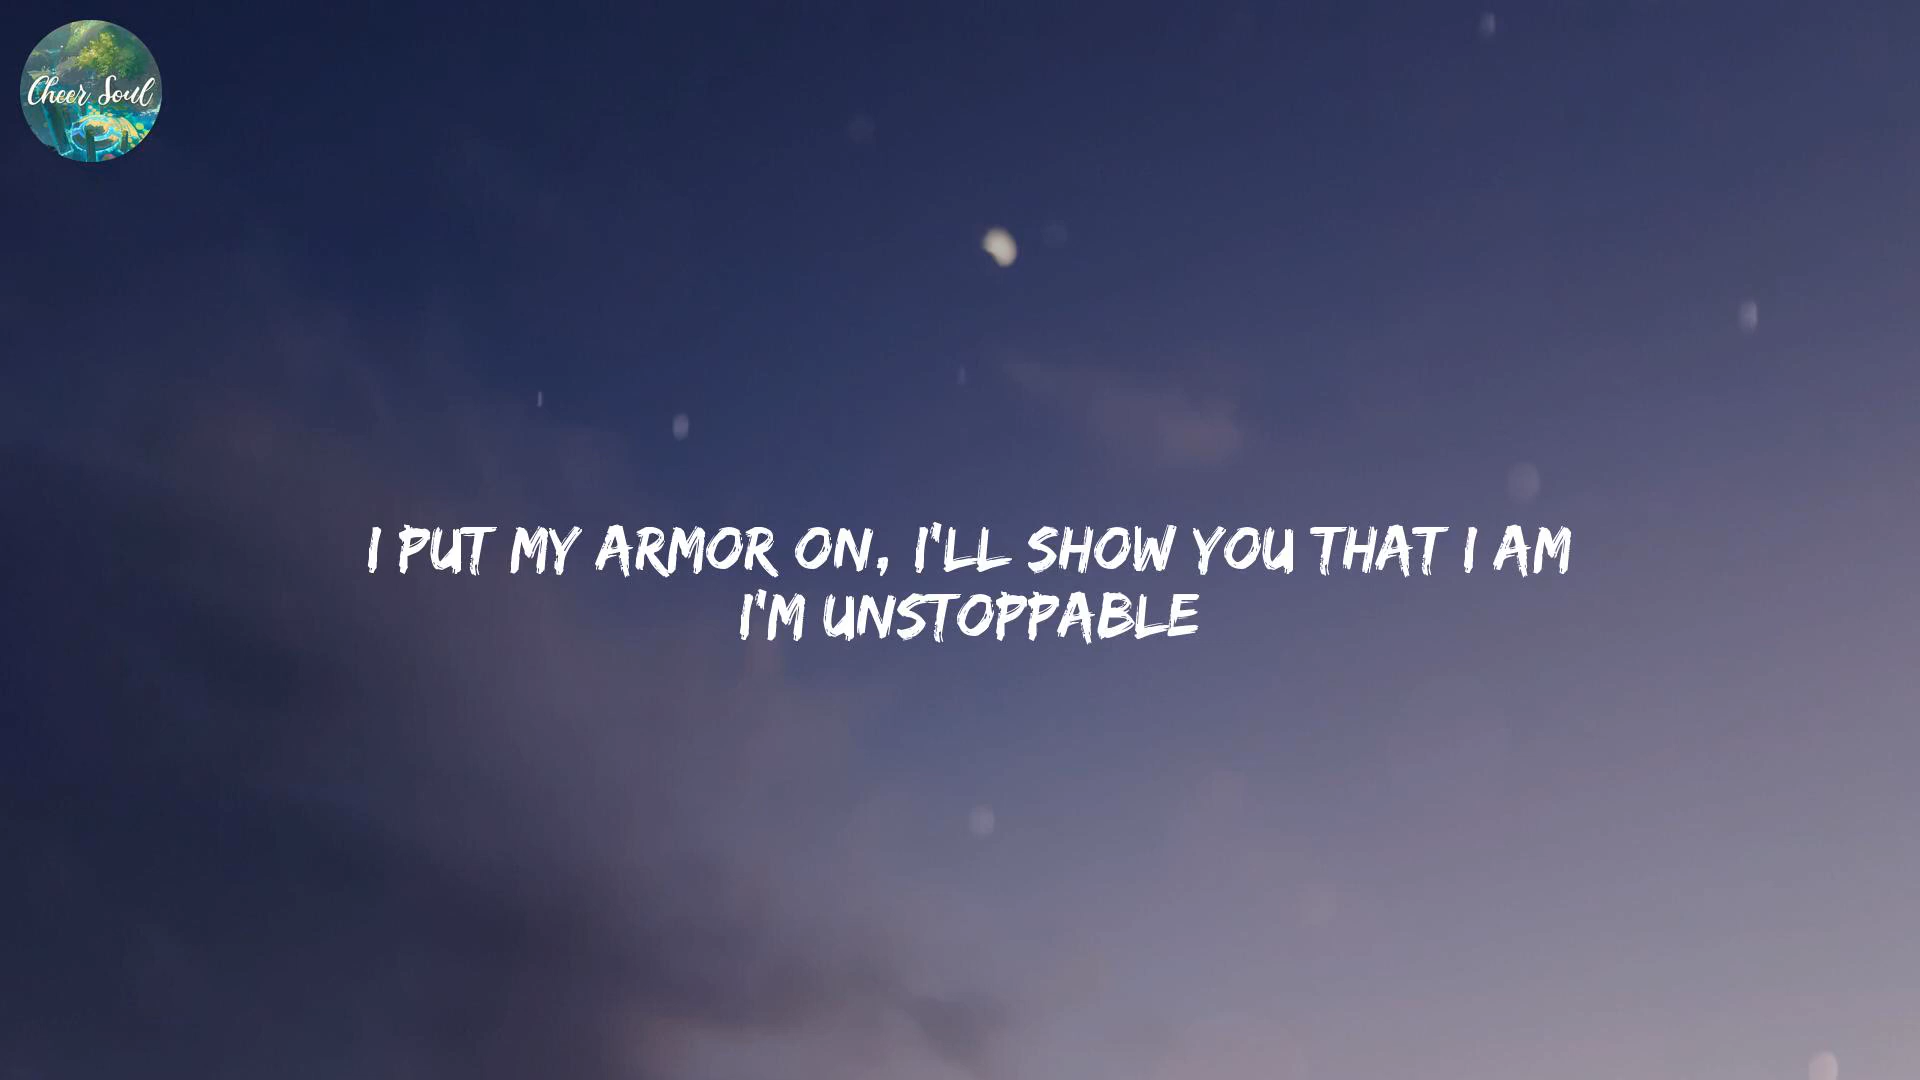 Cheer Soul
I PUT MY ARMOR ON, I'LL SHOW YOU THAT I AM
I'M UNSTOPPABLE